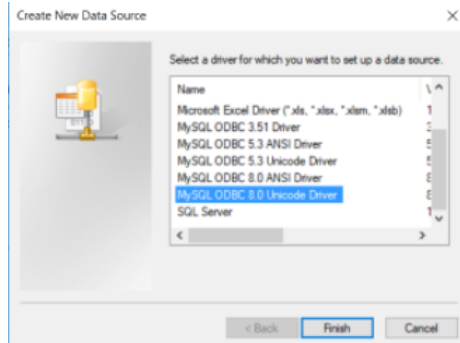 Create New Data Source
Select a driver for which you want to set up a data source.
Name
Microsoft Excel Driver (*.xls, *.xlsx, *.xlsm, *.xlsb)
MySQL ODBC 3.51 Driver
MySQL ODBC 5.3 ANSI Driver
MySQL ODBC 5.3 Unicode Driver
MySQL ODBC 8.0 ANSI Driver
MySQL ODBC 8.0 Unicode Driver
SQL Server
< Back Finish Cancel